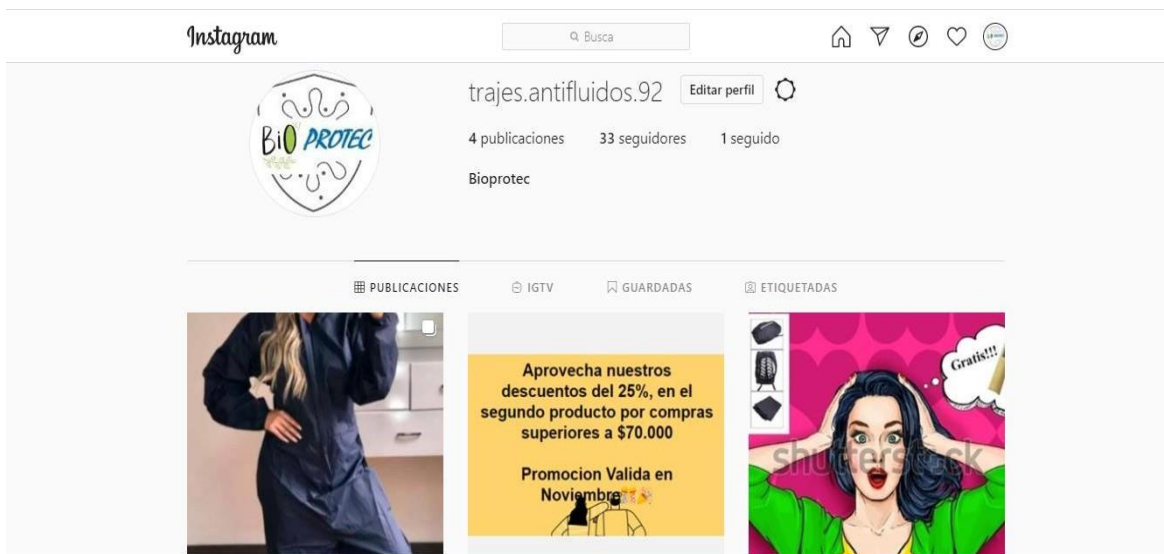 Instagram
Busca
BiO PROTEC
trajes.antifluidos.92 Editar perfil
4 publicaciones 33 seguidores 1 seguido
Bioprotec
PUBLICACIONES IGTV GUARDADAS ETIQUETADAS
Aprovecha nuestros
descuentos del 25%, en el
segundo producto por compras
superiores a $70.000
Promocion Valida en
Noviembre
Gratis!!!
shutterstock